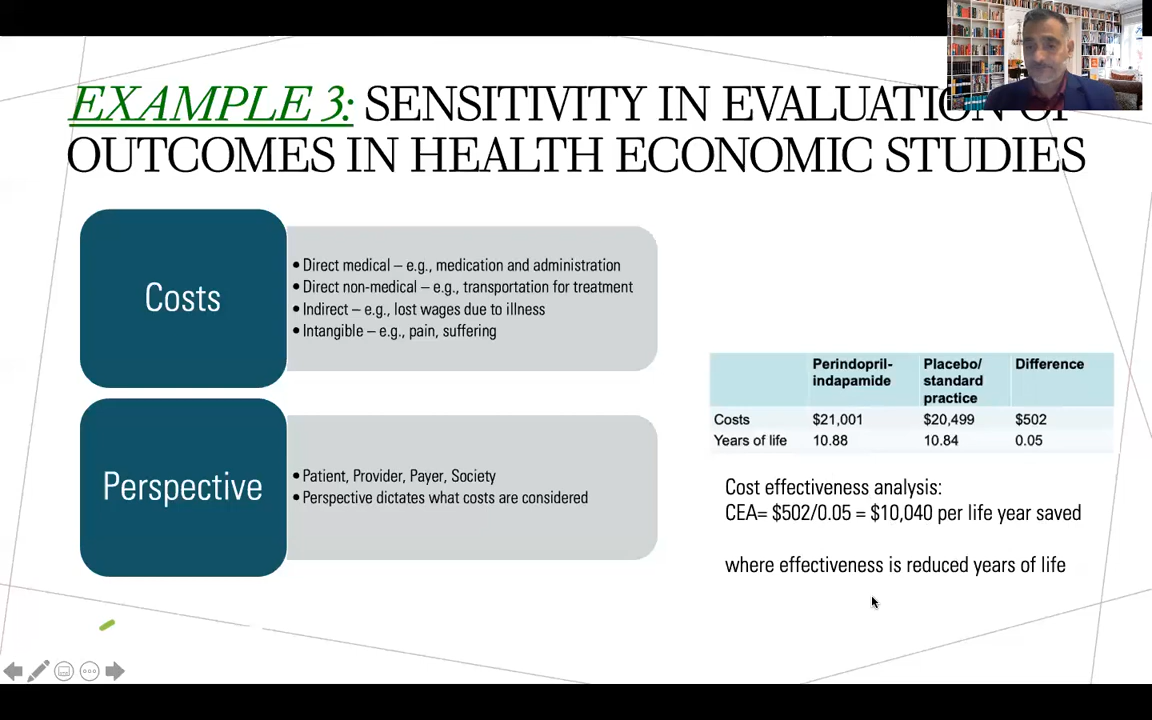 EXAMPLE 3: SENSITIVITY IN EVALUATION OF
OUTCOMES IN HEALTH ECONOMIC STUDIES
Costs
• Direct medical – e.g., medication and administration
• Direct non-medical – e.g., transportation for treatment
• Indirect – e.g., lost wages due to illness
• Intangible – e.g., pain, suffering
Perspective
• Patient, Provider, Payer, Society
• Perspective dictates what costs are considered
Perindopril- Placebo/ Difference
indapamide standard
practice
Costs $21,001 $20,499 $502
Years of life 10.88 10.84 0.05
Cost effectiveness analysis:
CEA= $502/0.05 = $10,040 per life year saved
where effectiveness is reduced years of life